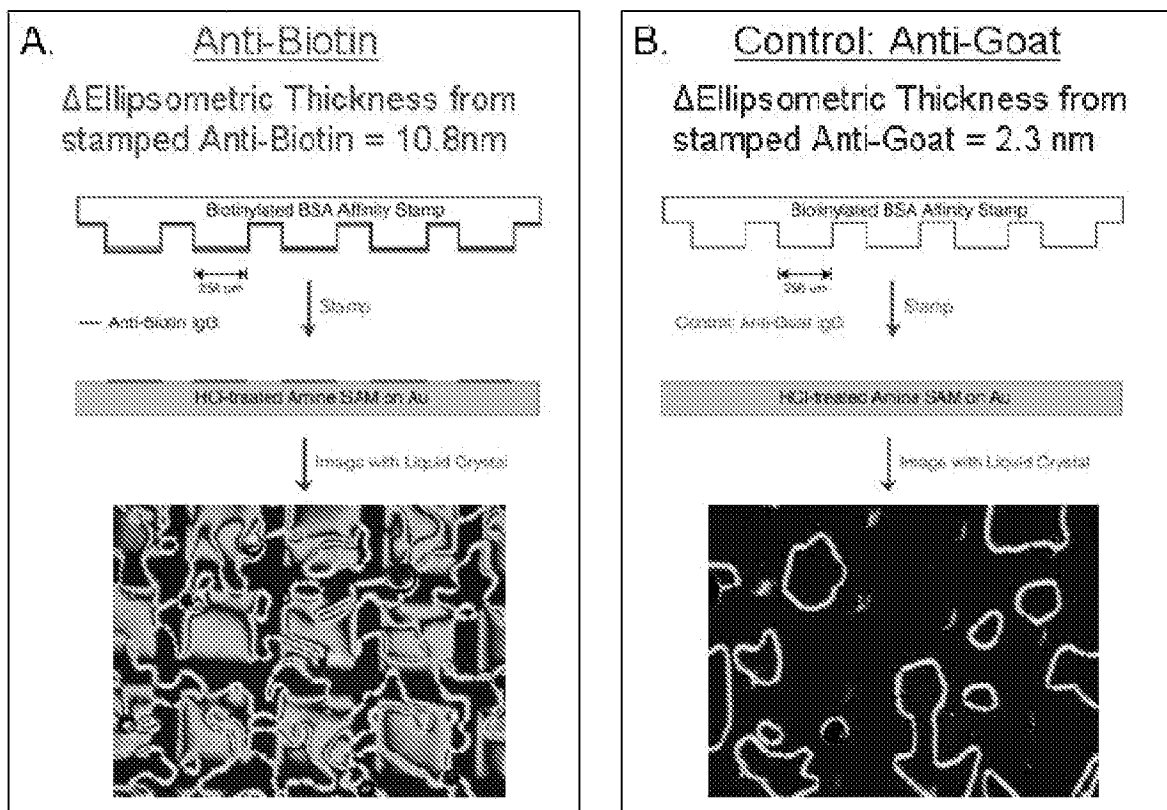 A.
Anti-Biotin
ΔEllipsometric Thickness from
stamped Anti-Biotin = 10.8nm
Biotinylated BSA Affinity Stamp
Stamp
Anti-Biotin IgG
HCl-treated Amine SAM on Au
Image with Liquid Crystal
B.
Control: Anti-Goat
ΔEllipsometric Thickness from
stamped Anti-Goat = 2.3 nm
Biotinylated BSA Affinity Stamp
Stamp
Control: Anti-Goat IgG
HCl-treated Amine SAM on Au
Image with Liquid Crystal